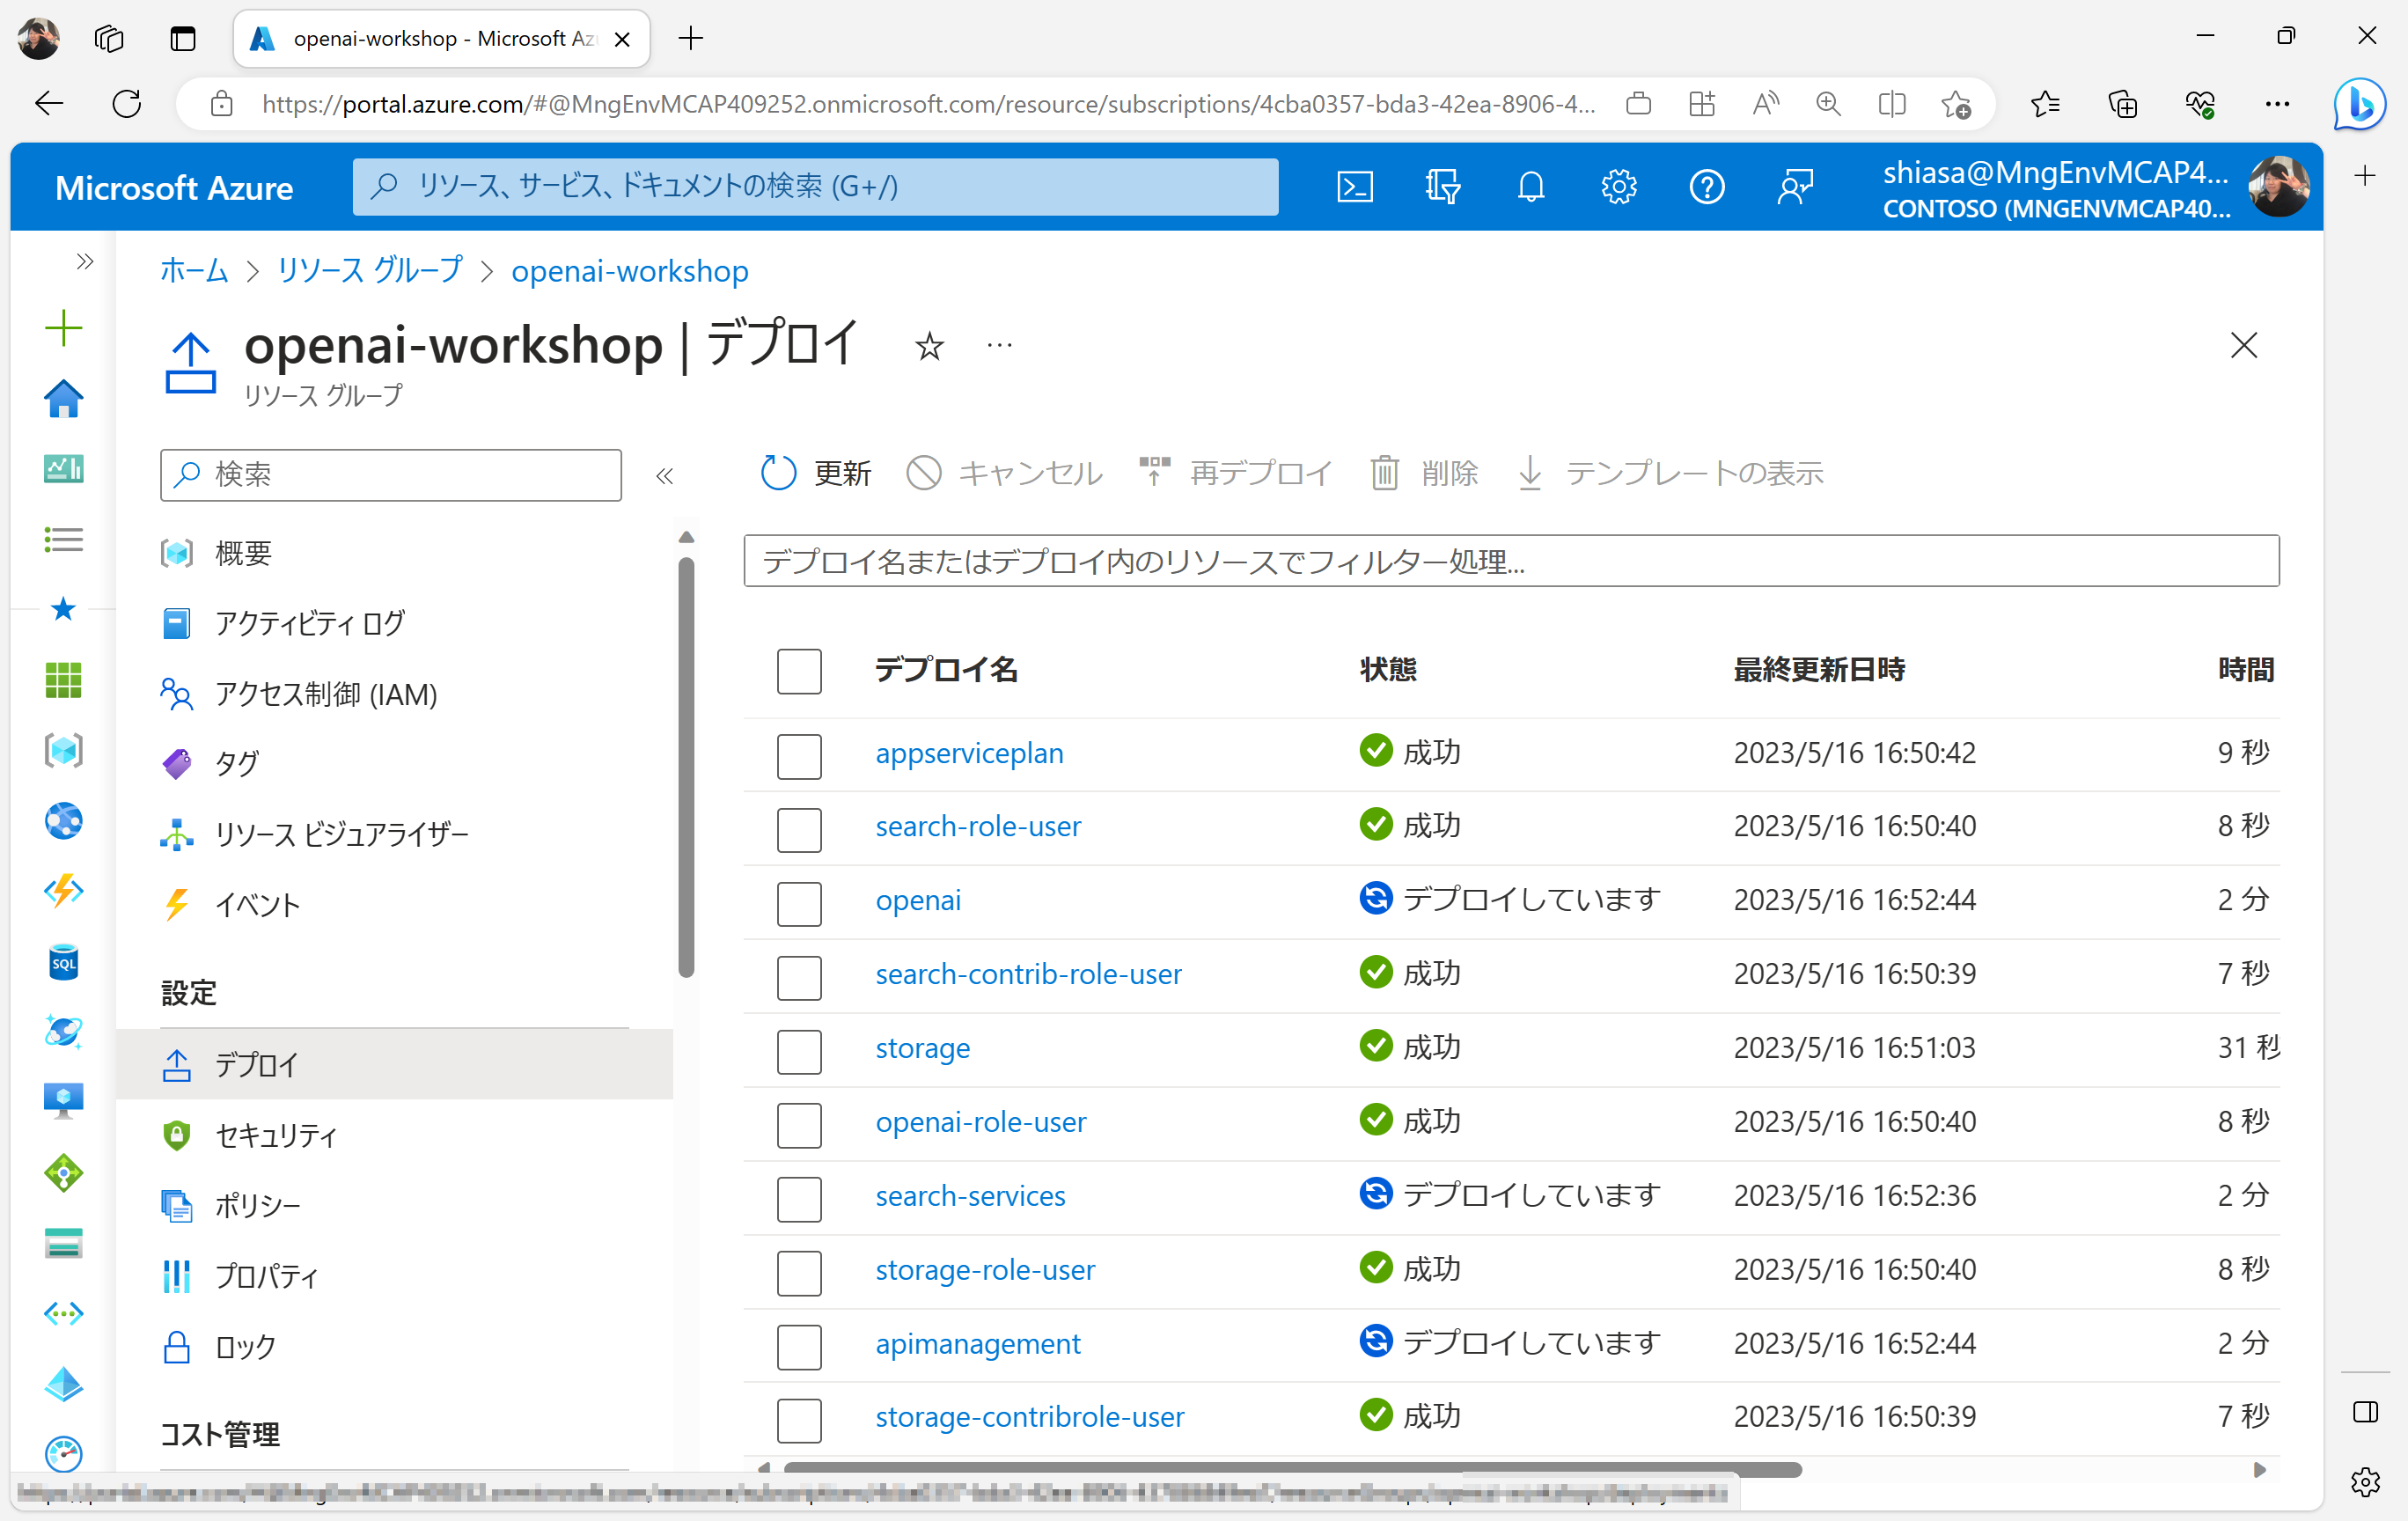 openai-workshop - Microsoft Az
https://portal.azure.com/#@MngEnvMCAP409252.onmicrosoft.com/resource/subscriptions/4cba0357-bda3-42ea-8906-4...
Microsoft Azure
リソース、サービス、ドキュメントの検索 (G+/)
shiasa@MngEnvMCAP4...
CONTOSO (MNGENVMCAP40...
ホーム > リソース グループ > openai-workshop
openai-workshop | デプロイ
リソース グループ
検索
概要
アクティビティ ログ
アクセス制御 (IAM)
タグ
リソース ビジュアライザー
イベント
設定
デプロイ
セキュリティ
ポリシー
プロパティ
ロック
コスト管理
SQL
更新 キャンセル 再デプロイ 削除 テンプレートの表示
デプロイ名またはデプロイ内のリソースでフィルター処理...
デプロイ名 状態 最終更新日時 時間
appserviceplan 成功 2023/5/16 16:50:42 9 秒
search-role-user 成功 2023/5/16 16:50:40 8 秒
openai デプロイしています 2023/5/16 16:52:44 2 分
search-contrib-role-user 成功 2023/5/16 16:50:39 7 秒
storage 成功 2023/5/16 16:51:03 31 秒
openai-role-user 成功 2023/5/16 16:50:40 8 秒
search-services デプロイしています 2023/5/16 16:52:36 2 分
storage-role-user 成功 2023/5/16 16:50:40 8 秒
apimanagement デプロイしています 2023/5/16 16:52:44 2 分
storage-contribrole-user 成功 2023/5/16 16:50:39 7 秒